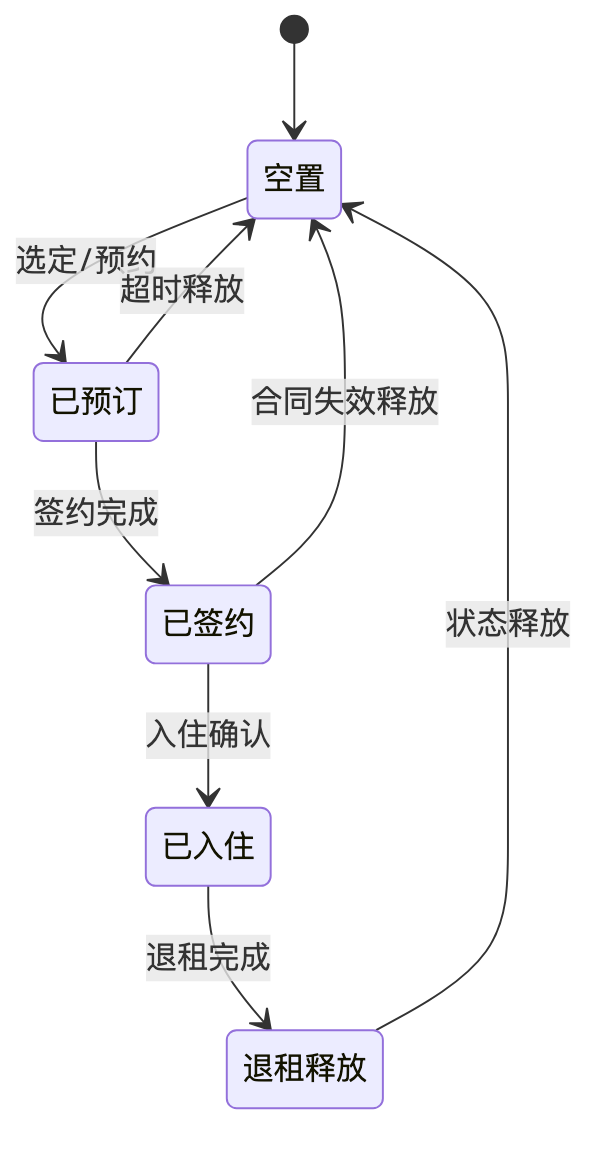 空置
选定/预约
超时释放
已预订
合同失效释放
签约完成
已签约
状态释放
入住确认
已入住
退租完成
退租释放